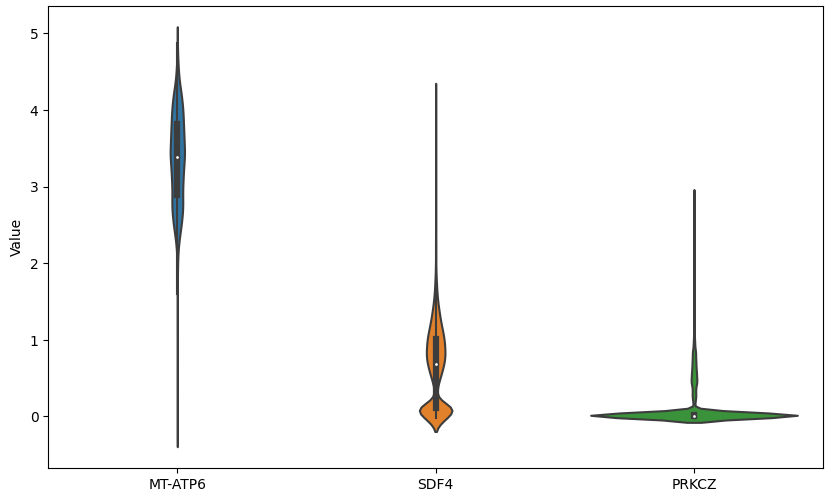 Value
5
4
3
2
1
0
MT-ATP6
SDF4
PRKCZ